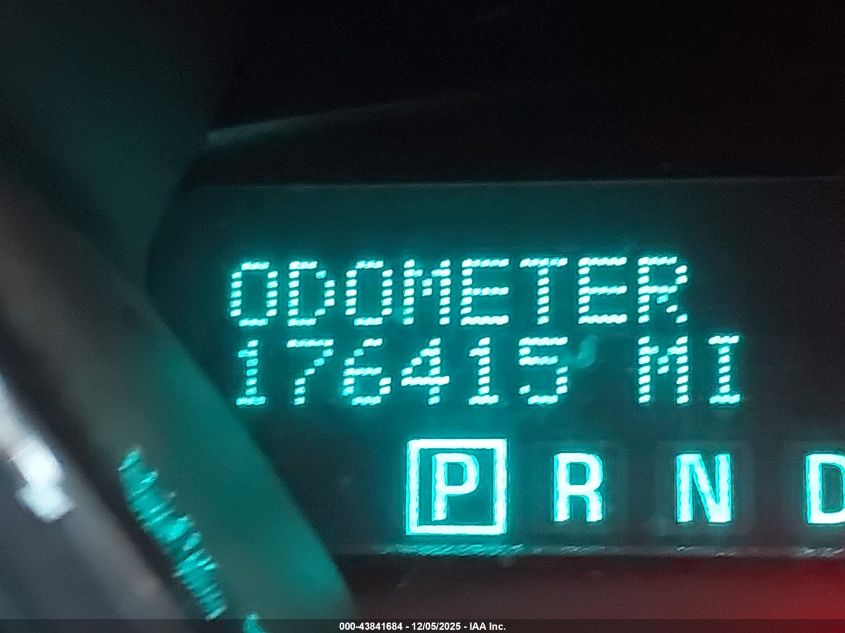 ODOMETER
176415 MI
P R N D
000-43841684 - 12/05/2025 - IAA Inc.